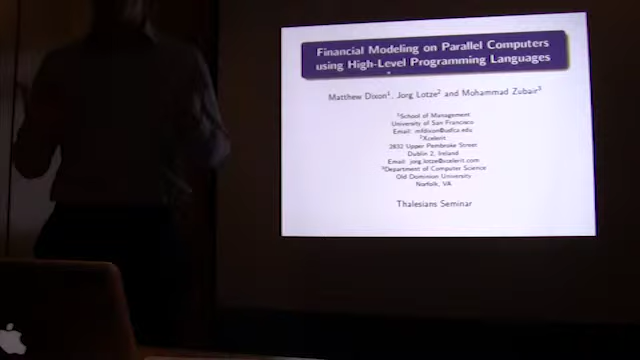 Financial Modeling on Parallel Computers
using High-Level Programming Languages
Matthew Dixon¹, Jorg Lotze² and Mohammad Zubair³
¹School of Management
University of San Francisco
Email: mfdixon@usfca.edu
²Xcelerit
2632 Upper Pembroke Street
Dublin 2, Ireland
Email: jorg.lotze@xcelerit.com
³Department of Computer Science
Old Dominion University
Norfolk, VA
Thalesians Seminar